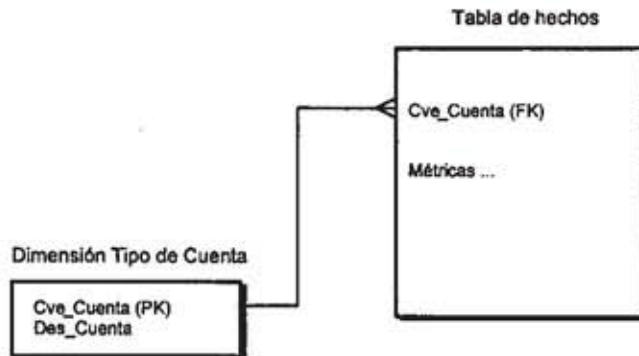 Tabla de hechos
Cve_Cuenta (FK)
Métricas ...
Dimensión Tipo de Cuenta
Cve_Cuenta (PK)
Des_Cuenta